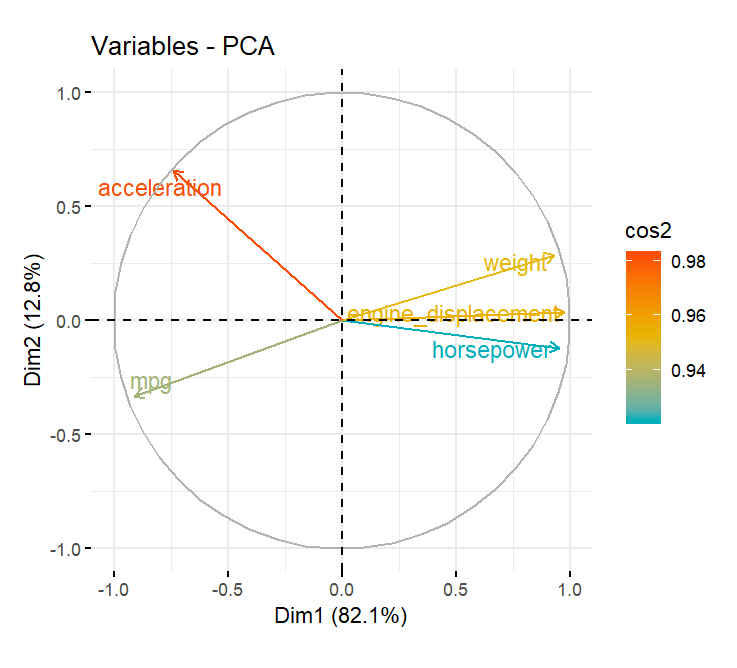 Variables - PCA
1.0
0.5
0.0
-0.5
-1.0
Dim2 (12.8%)
acceleration
weight
engine_displacement
horsepower
mpg
-1.0
-0.5
0.0
0.5
1.0
Dim1 (82.1%)
cos2
0.98
0.96
0.94